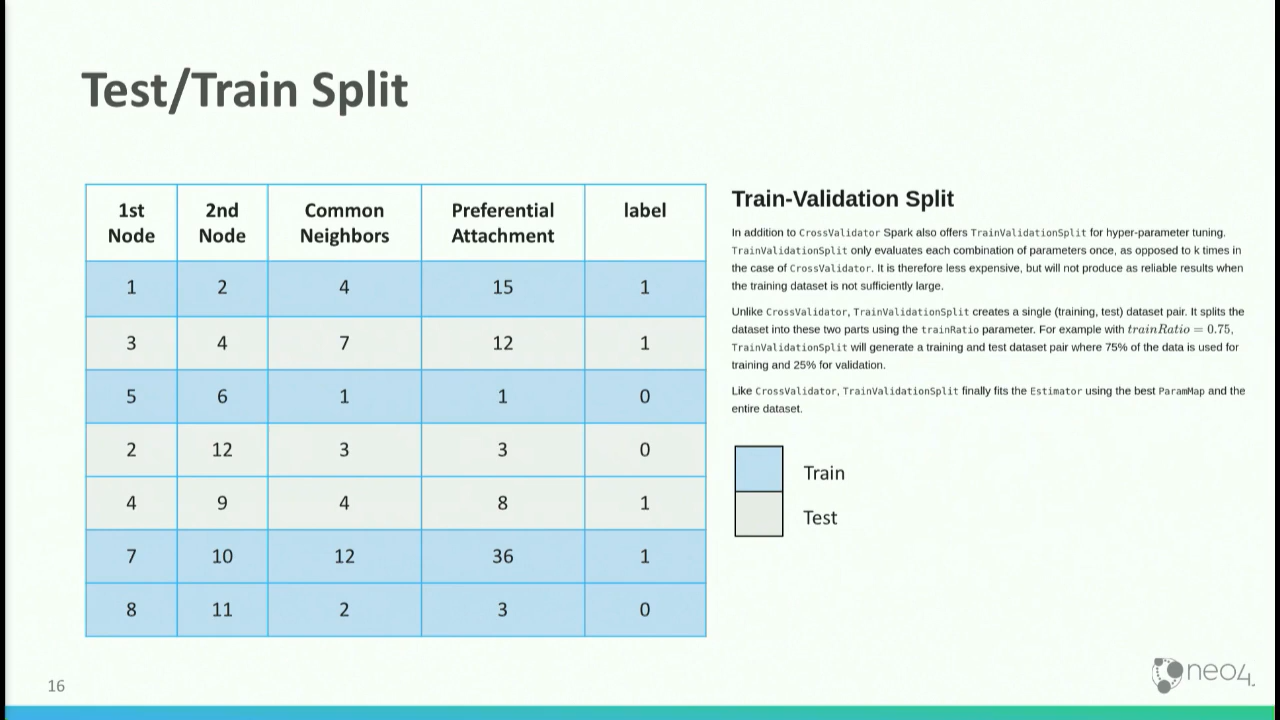 Test/Train Split
1st Node | 2nd Node | Common Neighbors | Preferential Attachment | label
1 | 2 | 4 | 15 | 1
3 | 4 | 7 | 12 | 1
5 | 6 | 1 | 1 | 0
2 | 12 | 3 | 3 | 0
4 | 9 | 4 | 8 | 1
7 | 10 | 12 | 36 | 1
8 | 11 | 2 | 3 | 0
Train-Validation Split
In addition to CrossValidator Spark also offers TrainValidationSplit for hyper-parameter tuning.
TrainValidationSplit only evaluates each combination of parameters once, as opposed to k times in
the case of CrossValidator. It is therefore less expensive, but will not produce as reliable results when
the training dataset is not sufficiently large.
Unlike CrossValidator, TrainValidationSplit creates a single (training, test) dataset pair. It splits the
dataset into these two parts using the trainRatio parameter. For example with trainRatio = 0.75,
TrainValidationSplit will generate a training and test dataset pair where 75% of the data is used for
training and 25% for validation.
Like CrossValidator, TrainValidationSplit finally fits the Estimator using the best ParamMap and the
entire dataset.
Train
Test
16
neo4j